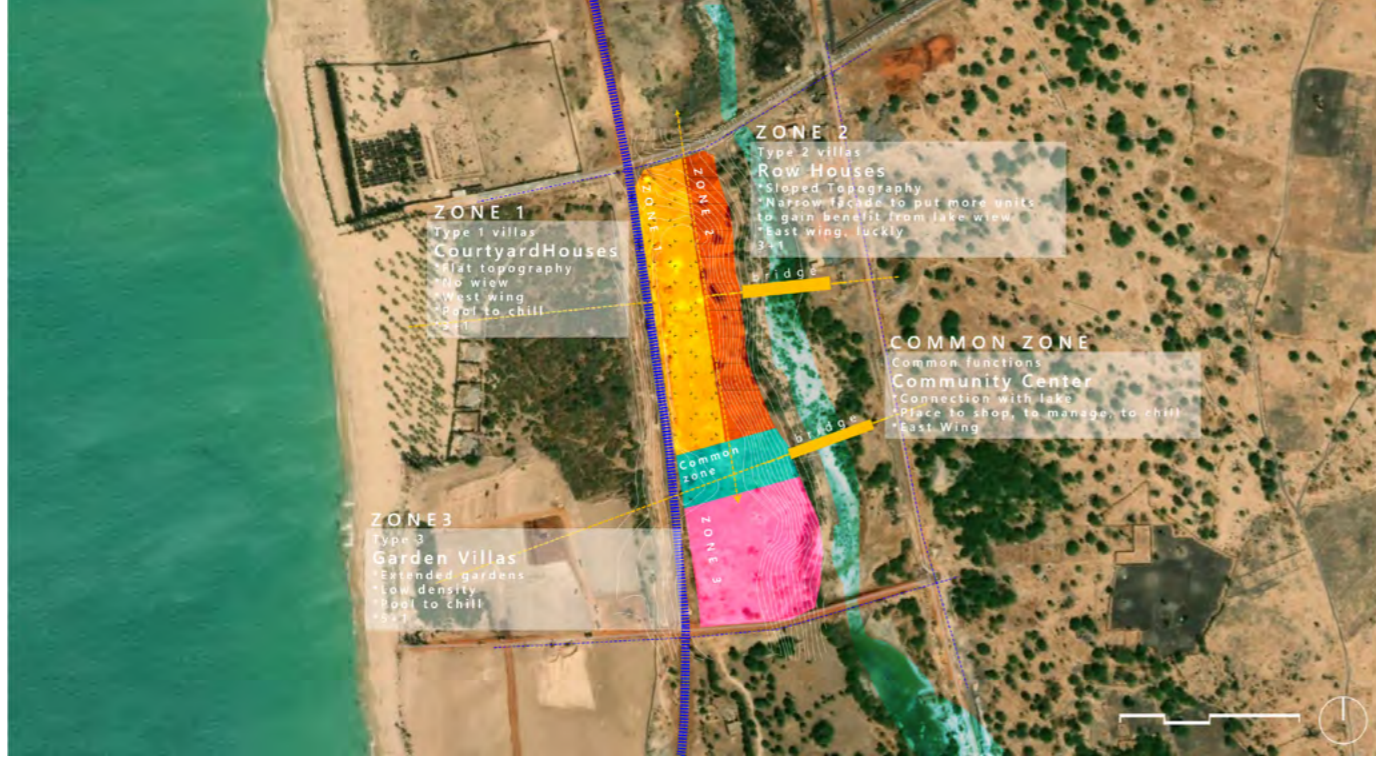 ZONE 2
Type 2 villas
Row Houses
*Sloped Topography
*Narrow façade to put more units
to gain benefit from lake wiew
*East wing, luckly
3+1
ZONE 1
Type 1 villas
CourtyardHouses
*Flat topography
*No wiew
*West wing
*Pool to chill
*3+1
ZONE 1
ZONE 2
bridge
COMMON ZONE
Common functions
Community Center
*Connection with lake
*Place to shop, to manage, to chill
*East Wing
bridge
Common
zone
ZONE3
Type 3
Garden Villas
*Extended gardens
*Low density
*Pool to chill
ZONE 3